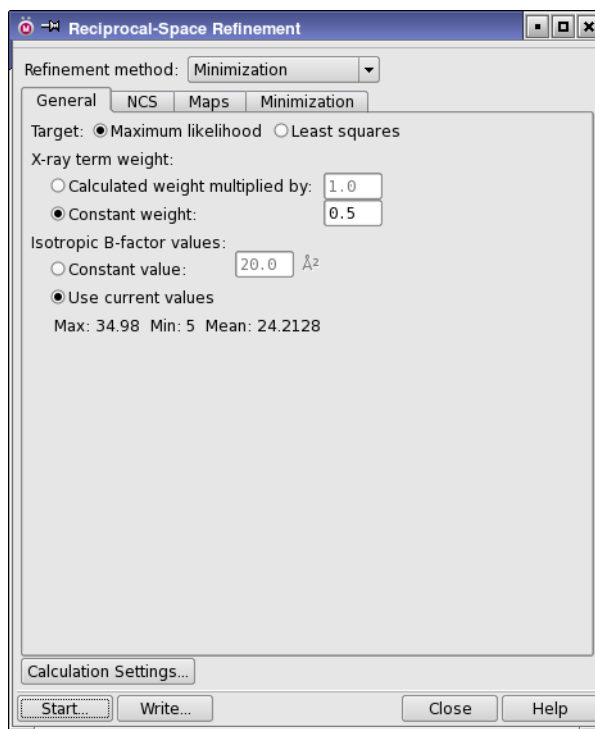 Reciprocal-Space Refinement
Refinement method: Minimization
General NCS Maps Minimization
Target: Maximum likelihood Least squares
X-ray term weight:
Calculated weight multiplied by: 1.0
Constant weight: 0.5
Isotropic B-factor values:
Constant value: 20.0 Å²
Use current values
Max: 34.98 Min: 5 Mean: 24.2128
Calculation Settings...
Start... Write... Close Help